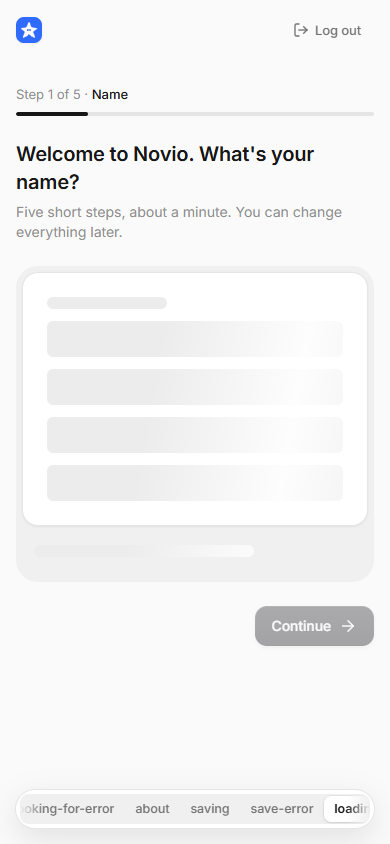 Log out
Step 1 of 5 · Name
Welcome to Novio. What's your
name?
Five short steps, about a minute. You can change
everything later.
Continue
about saving save-error